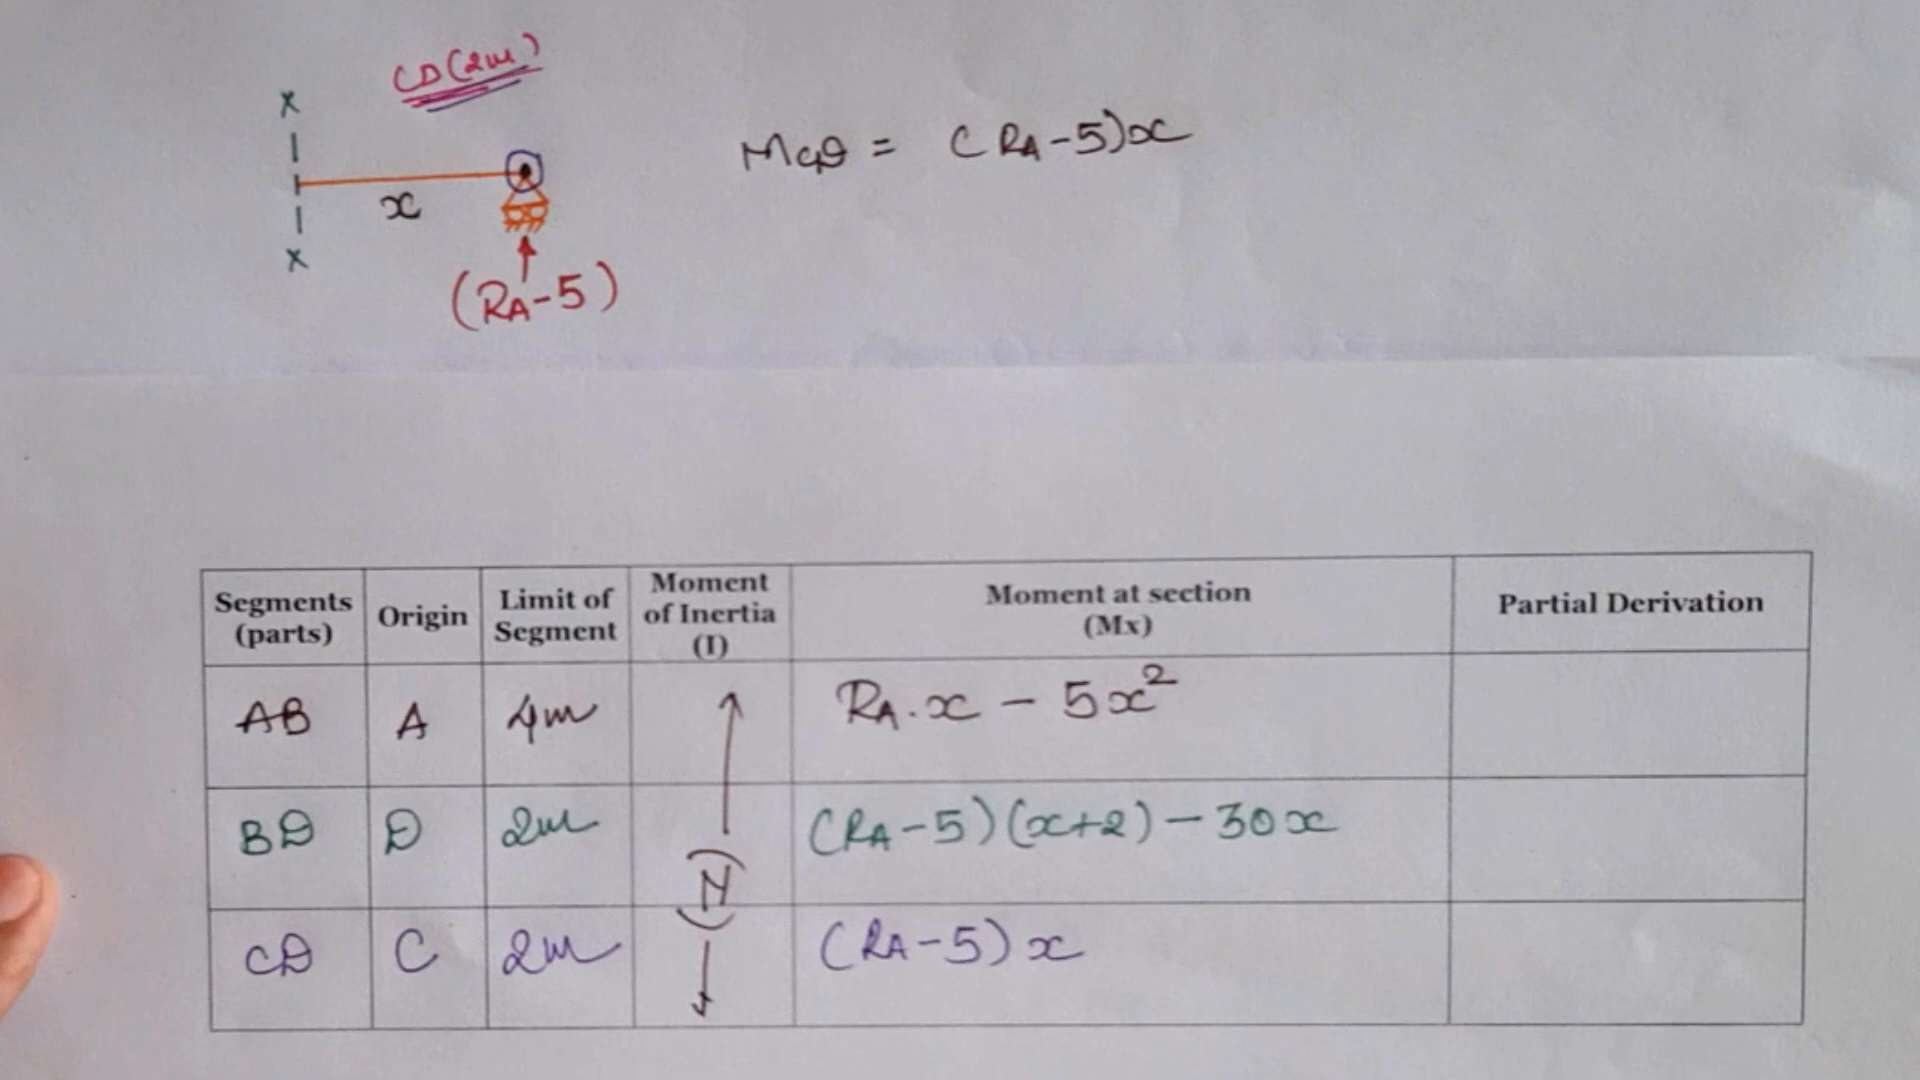 CD(2m)
x
x
x
(RA-5)
MCD = (RA-5)x
Segments (parts) Origin Limit of Segment Moment of Inertia (I) Moment at section (Mx) Partial Derivation
AB A 4m RA.x - 5x²
BD D 2m (RA-5)(x+2) - 30x
(I)
CD C 2m (RA-5)x